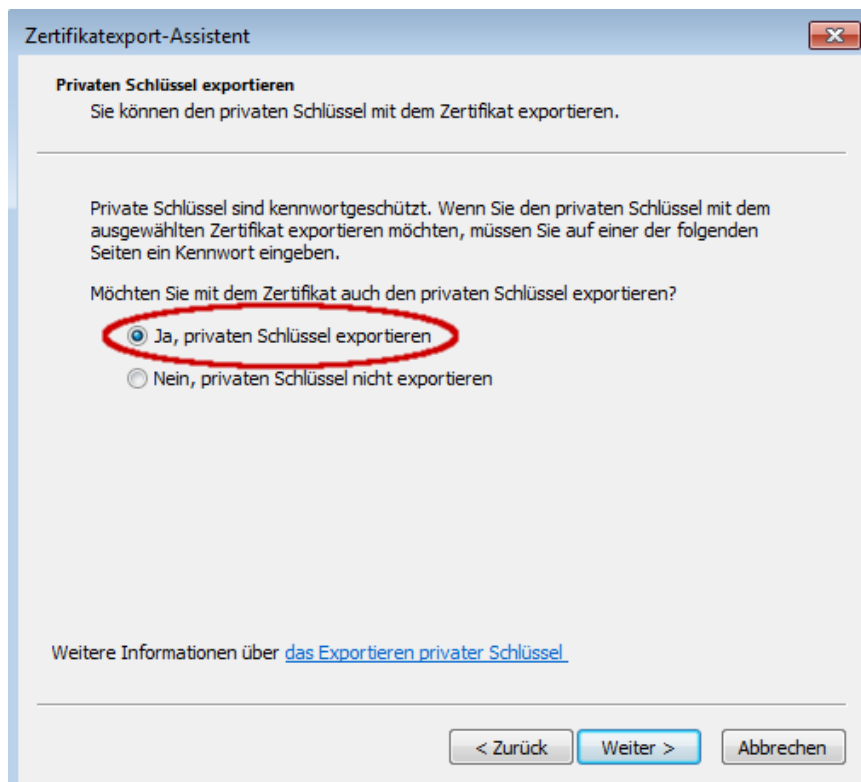 Zertifikatexport-Assistent
Privaten Schlüssel exportieren
Sie können den privaten Schlüssel mit dem Zertifikat exportieren.
Private Schlüssel sind kennwortgeschützt. Wenn Sie den privaten Schlüssel mit dem
ausgewählten Zertifikat exportieren möchten, müssen Sie auf einer der folgenden
Seiten ein Kennwort eingeben.
Möchten Sie mit dem Zertifikat auch den privaten Schlüssel exportieren?
Ja, privaten Schlüssel exportieren
Nein, privaten Schlüssel nicht exportieren
Weitere Informationen über das Exportieren privater Schlüssel
< Zurück Weiter > Abbrechen